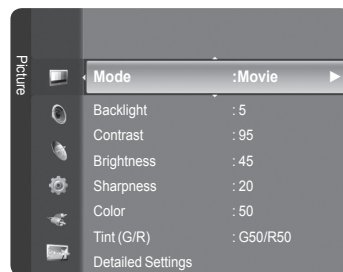 Picture
Mode :Movie
Backlight : 5
Contrast : 95
Brightness : 45
Sharpness : 20
Color : 50
Tint (G/R) : G50/R50
Detailed Settings